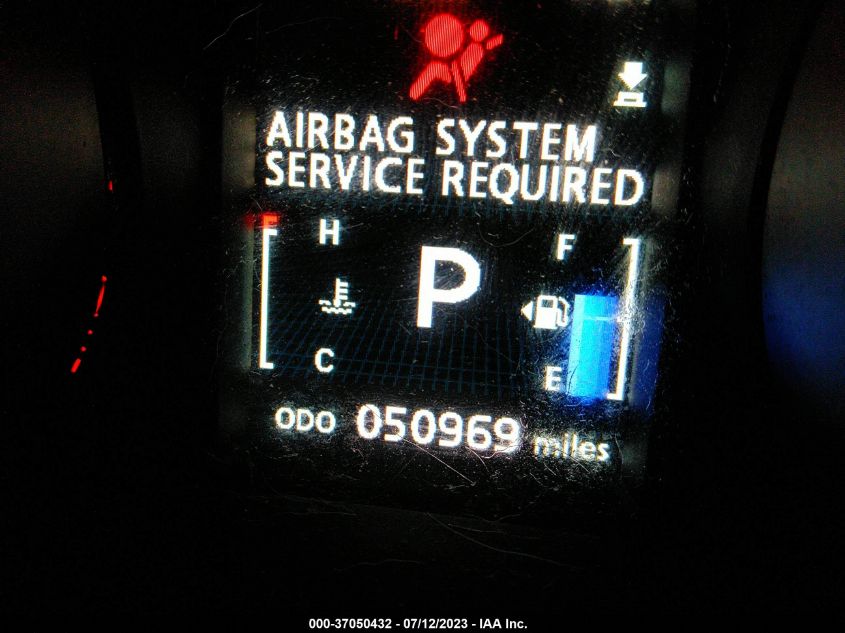 AIRBAG SYSTEM
SERVICE REQUIRED
H F
P
C E
ODO 050969 miles
000-37050432 - 07/12/2023 - IAA Inc.